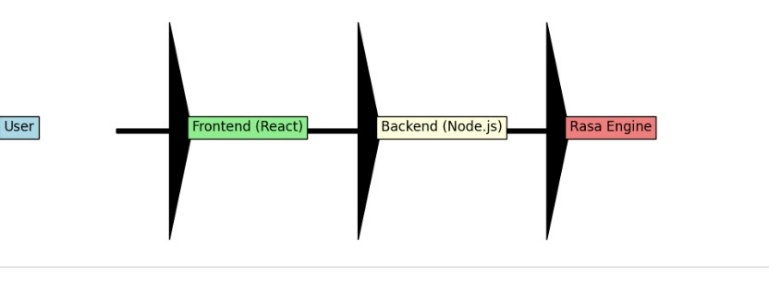 User
Frontend (React)
Backend (Node.js)
Rasa Engine